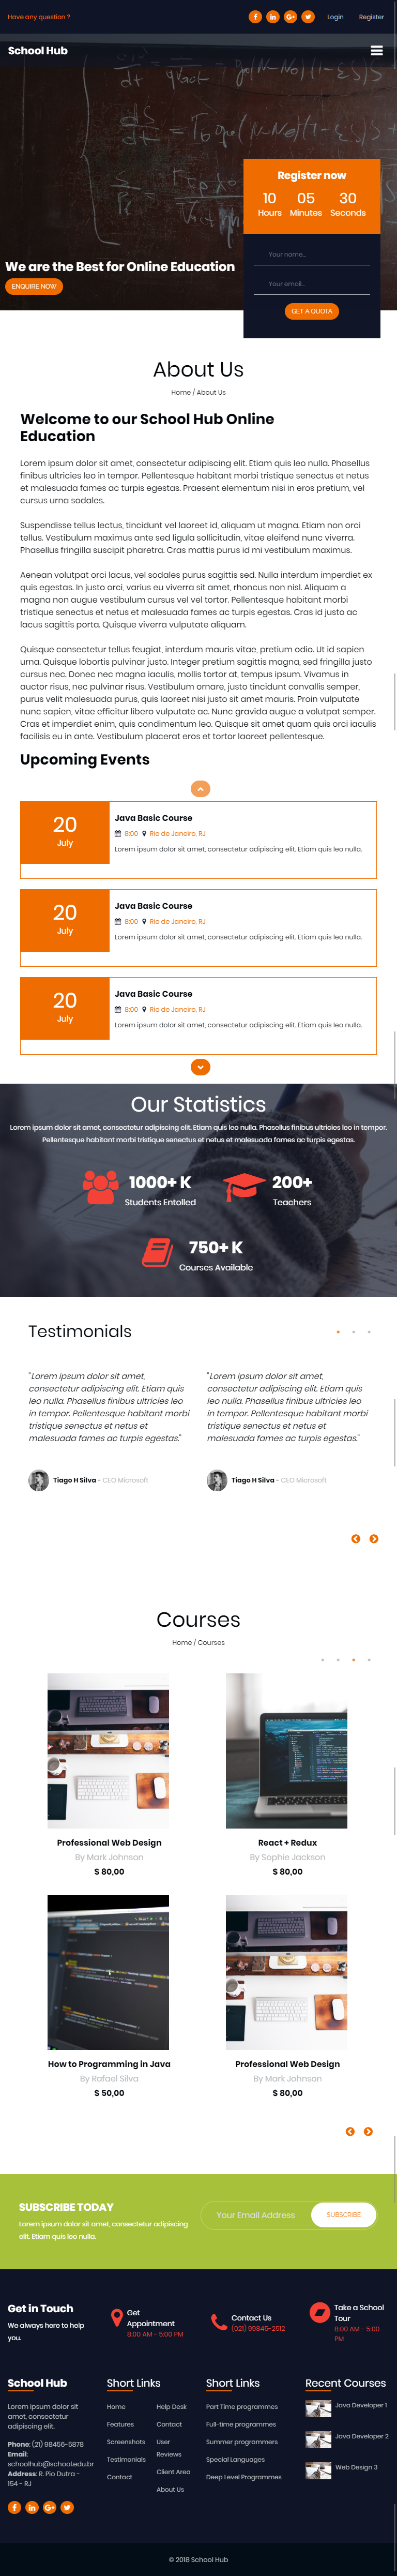 Have any question ?
Login Register
School Hub
Register now
10 05 30
Hours Minutes Seconds
Your name...
Your email...
GET A QUOTA
We are the Best for Online Education
ENQUIRE NOW
About Us
Home / About Us
Welcome to our School Hub Online
Education
Lorem ipsum dolor sit amet, consectetur adipiscing elit. Etiam quis leo nulla. Phasellus
finibus ultricies leo in tempor. Pellentesque habitant morbi tristique senectus et netus
et malesuada fames ac turpis egestas. Praesent elementum nisi in eros pretium, vel
cursus urna sodales.
Suspendisse tellus lectus, tincidunt vel laoreet id, aliquam ut magna. Etiam non orci
tellus. Vestibulum maximus ante sed ligula sollicitudin, vitae eleifend nunc viverra.
Phasellus fringilla suscipit pharetra. Cras mattis purus id mi vestibulum maximus.
Aenean volutpat orci lacus, vel sodales purus sagittis sed. Nulla interdum imperdiet ex
quis egestas. In justo orci, varius eu viverra sit amet, rhoncus non nisl. Aliquam a
magna non augue vestibulum cursus vel vel tortor. Pellentesque habitant morbi
tristique senectus et netus et malesuada fames ac turpis egestas. Cras id justo ac
lacus sagittis porta. Quisque viverra vulputate aliquam.
Quisque consectetur tellus feugiat, interdum mauris vitae, pretium odio. Ut id sapien
urna. Quisque lobortis pulvinar justo. Integer pretium sagittis magna, sed fringilla justo
cursus nec. Donec nec magna iaculis, mollis tortor at, tempus ipsum. Vivamus in
auctor risus, nec pulvinar risus. Vestibulum ornare, justo tincidunt convallis semper,
purus velit malesuada purus, quis iaculis nisl justo sit amet mauris. Proin vulputate
nunc sapien, vitae efficitur libero vulputate ut. Nunc gravida augue a volutpat semper.
Cras et imperdiet enim, quis condimentum leo. Quisque sit amet quam quis orci iaculis
facilisis eu in ante. Vestibulum placerat eros et tortor laoreet pellentesque.
Upcoming Events
20
July
Java Basic Course
8:00 Rio de Janeiro, RJ
Lorem ipsum dolor sit amet, consectetur adipiscing elit. Etiam quis leo nulla.
20
July
Java Basic Course
8:00 Rio de Janeiro, RJ
Lorem ipsum dolor sit amet, consectetur adipiscing elit. Etiam quis leo nulla.
20
July
Java Basic Course
8:00 Rio de Janeiro, RJ
Lorem ipsum dolor sit amet, consectetur adipiscing elit. Etiam quis leo nulla.
Our Statistics
Lorem ipsum dolor sit amet, consectetur adipiscing elit. Etiam quis leo nulla. Phasellus finibus ultricies leo in tempor.
Pellentesque habitant morbi tristique senectus et netus et malesuada fames ac turpis egestas.
1000+ K
Students Entolled
200+
Teachers
750+ K
Courses Available
Testimonials
"Lorem ipsum dolor sit amet,
consectetur adipiscing elit. Etiam quis
leo nulla. Phasellus finibus ultricies leo
in tempor. Pellentesque habitant morbi
tristique senectus et netus et
malesuada fames ac turpis egestas."
Tiago H Silva - CEO Microsoft
"Lorem ipsum dolor sit amet,
consectetur adipiscing elit. Etiam quis
leo nulla. Phasellus finibus ultricies leo
in tempor. Pellentesque habitant morbi
tristique senectus et netus et
malesuada fames ac turpis egestas."
Tiago H Silva - CEO Microsoft
Courses
Home / Courses
Professional Web Design
By Mark Johnson
$ 80,00
React + Redux
By Sophie Jackson
$ 80,00
How to Programming in Java
By Rafael Silva
$ 50,00
Professional Web Design
By Mark Johnson
$ 80,00
SUBSCRIBE TODAY
Lorem ipsum dolor sit amet, consectetur adipiscing
elit. Etiam quis leo nulla.
Your Email Address
SUBSCRIBE
Get in Touch
We always here to help
you.
Get
Appointment
8:00 AM - 5:00 PM
Contact Us
(021) 99845-2512
Take a School
Tour
8:00 AM - 5:00
PM
School Hub
Lorem ipsum dolor sit
amet, consectetur
adipiscing elit.
Phone: (21) 98456-5878
Email:
schoolhub@school.edu.br
Address: R. Pio Dutra -
154 - RJ
Short Links
Home
Features
Screenshots
Testimonials
Contact
Help Desk
Contact
User
Reviews
Client Area
About Us
Short Links
Part Time programmes
Full-time programmes
Summer programmers
Special Languages
Deep Level Programmes
Recent Courses
Java Developer 1
Java Developer 2
Web Design 3
© 2018 School Hub